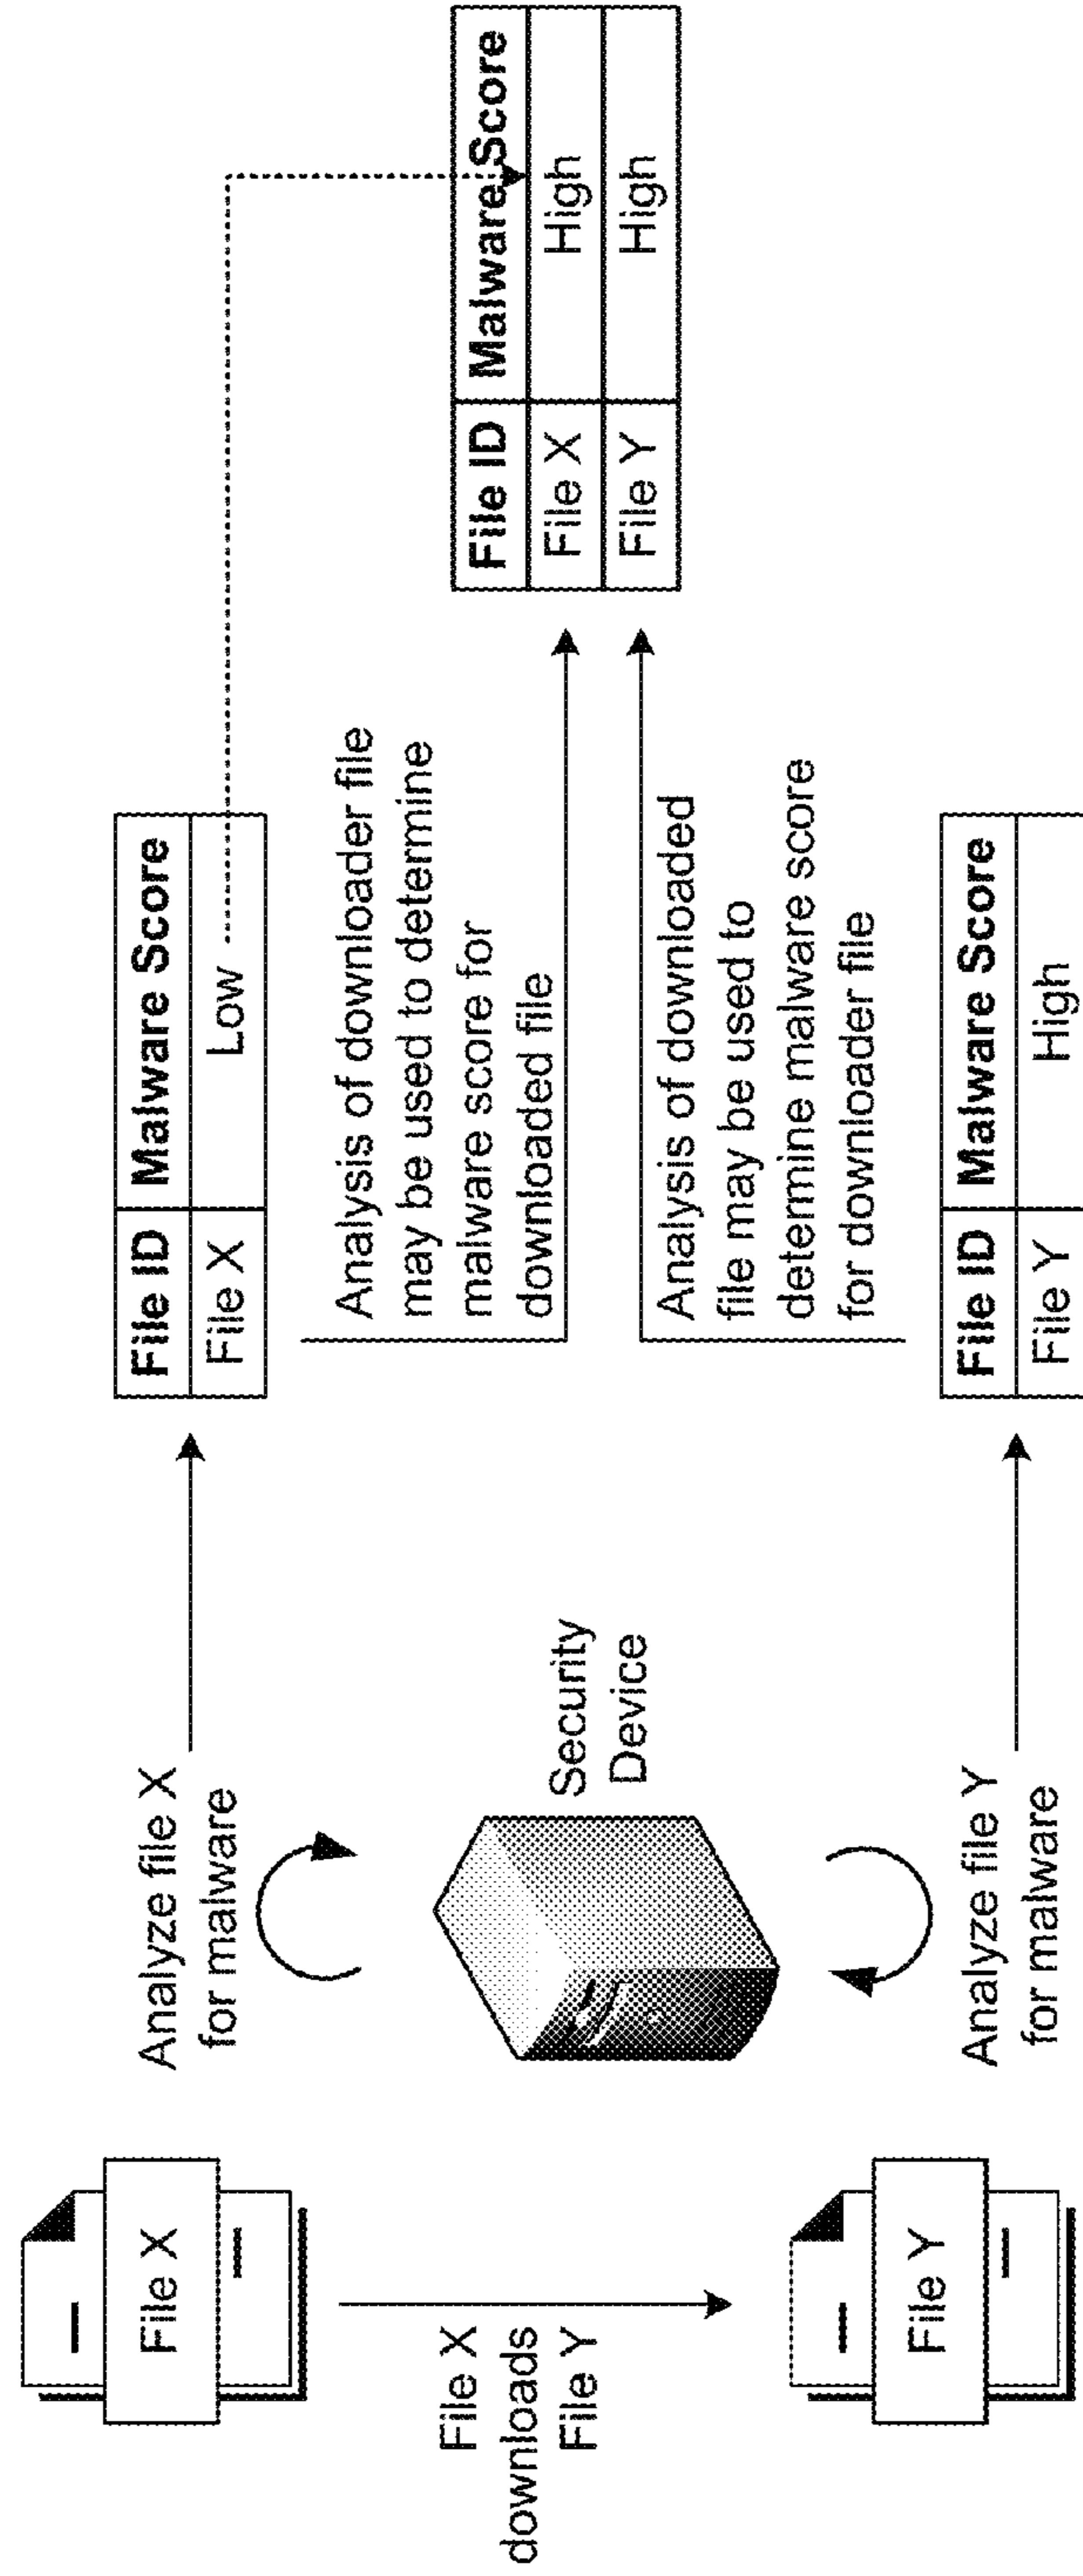 File X
File X
downloads
File Y
File Y
Analyze file X
for malware
Security
Device
Analyze file Y
for malware
File ID Malware Score
File X Low
Analysis of downloader file
may be used to determine
malware score for
downloaded file
Analysis of downloaded
file may be used to
determine malware score
for downloader file
File ID Malware Score
File Y High
File ID Malware Score
File X High
File Y High